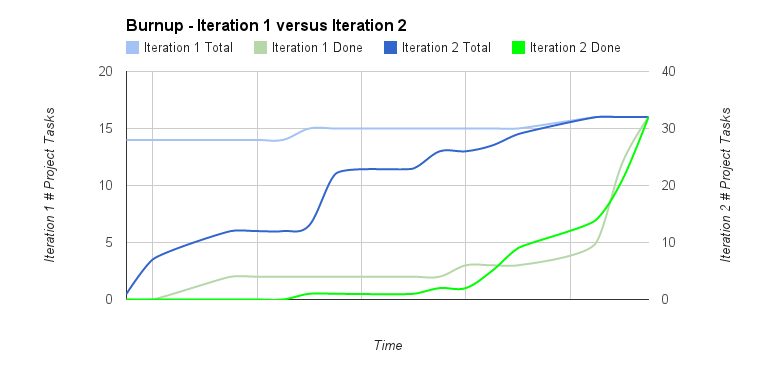 Burnup - Iteration 1 versus Iteration 2
Iteration 1 Total Iteration 1 Done Iteration 2 Total Iteration 2 Done
20 40
15 30
10 20
5 10
0 0
Iteration 1 # Project Tasks
Iteration 2 # Project Tasks
Time